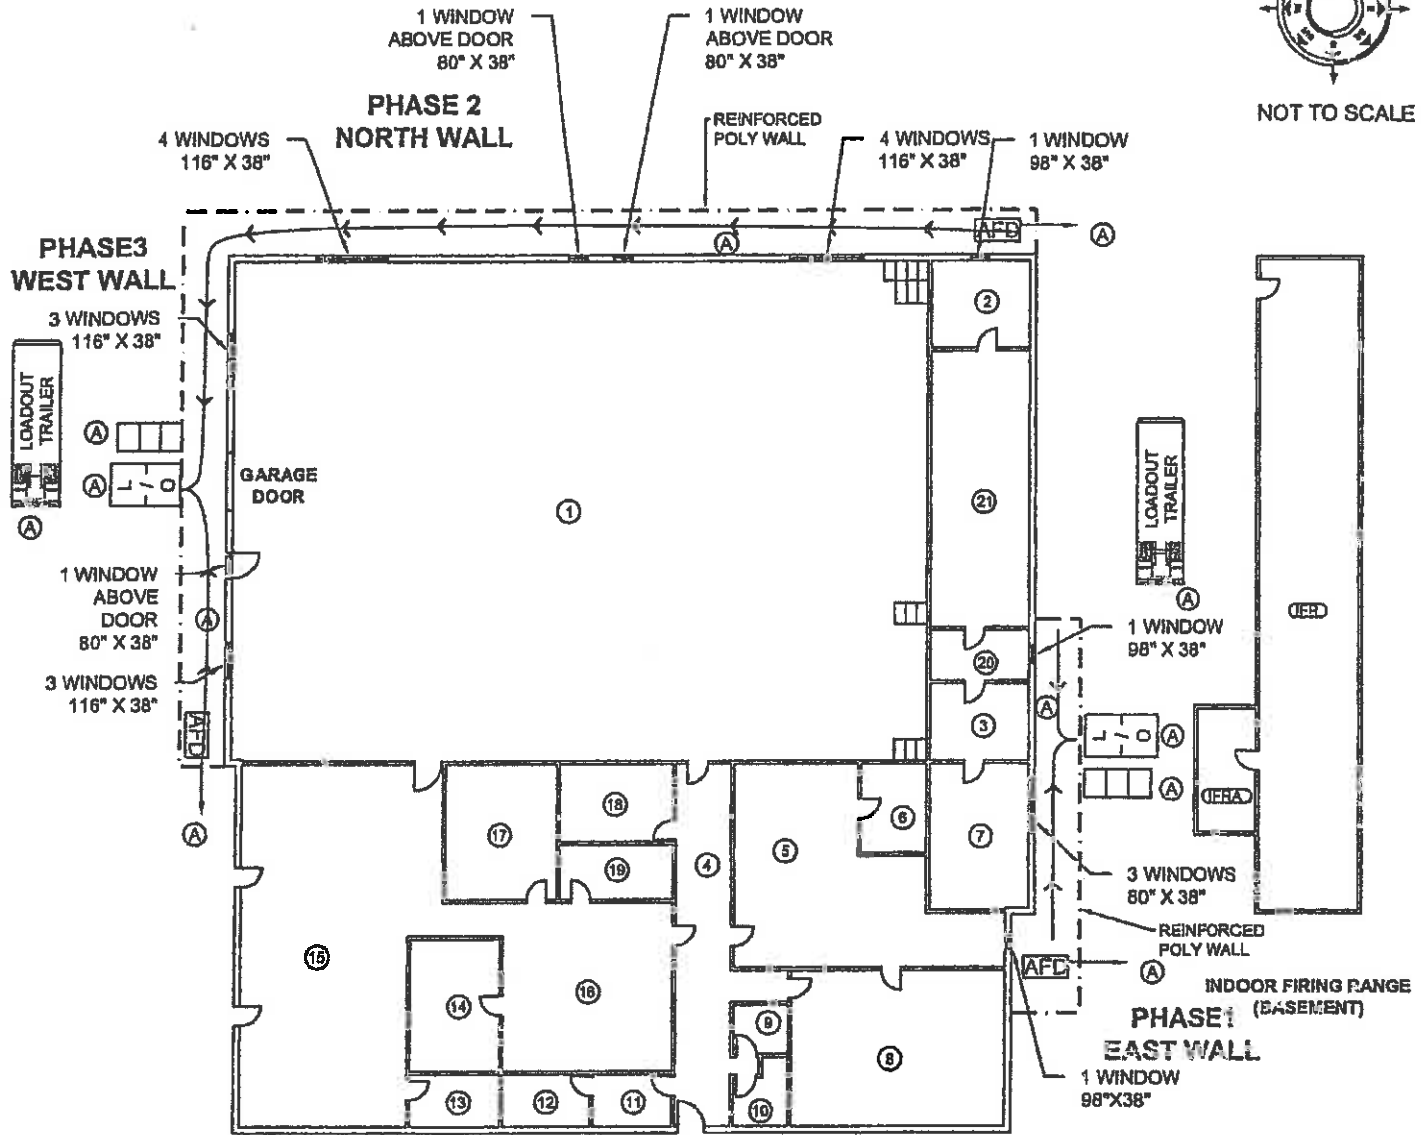 1 WINDOW
ABOVE DOOR
80" X 38"
1 WINDOW
ABOVE DOOR
80" X 38"
NOT TO SCALE
PHASE 2
NORTH WALL
REINFORCED
POLY WALL
4 WINDOWS
116" X 38"
4 WINDOWS
116" X 38"
1 WINDOW
98" X 38"
AFD
A
A
PHASE3
WEST WALL
3 WINDOWS
116" X 38"
2
LOADOUT
TRAILER
A
A
L / O
A
GARAGE
DOOR
1
21
LOADOUT
TRAILER
A
1 WINDOW
ABOVE
DOOR
80" X 38"
A
IFR
1 WINDOW
98" X 38"
20
3 WINDOWS
116" X 38"
A
3
AFD
L / O
A
A
IFRA
A
18
17
6
7
5
4
19
3 WINDOWS
80" X 38"
REINFORCED
POLY WALL
15
AFD
A
INDOOR FIRING RANGE
(BASEMENT)
14
16
9
8
PHASE1
EAST WALL
1 WINDOW
98"X38"
13
12
11
10